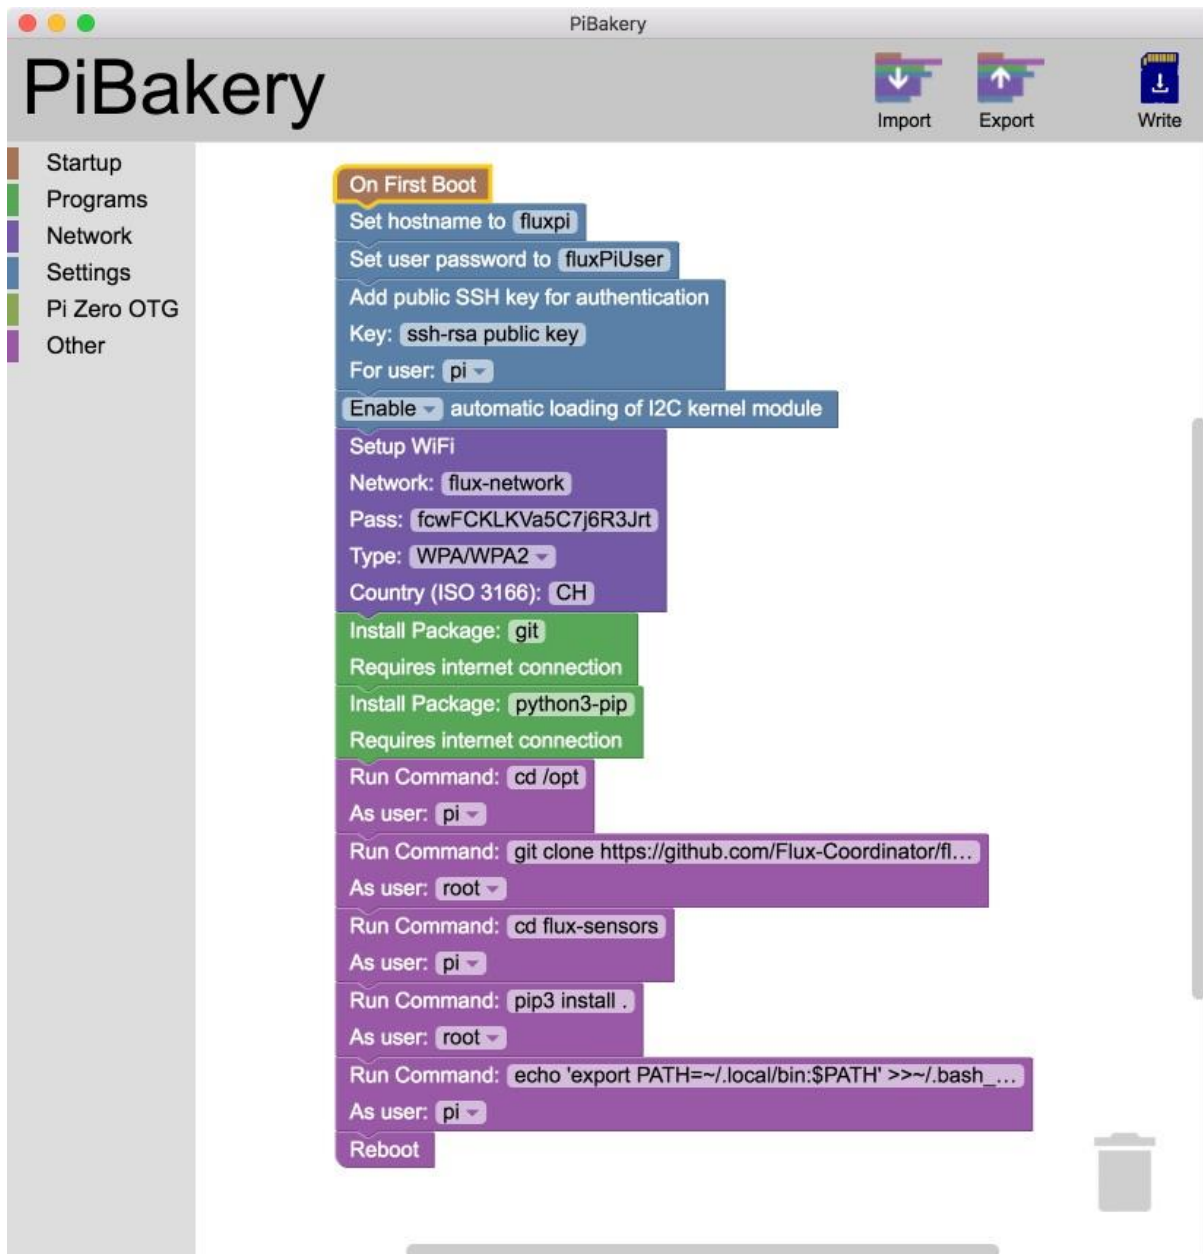 PiBakery
PiBakery
Import
Export
Write
Startup
Programs
Network
Settings
Pi Zero OTG
Other
On First Boot
Set hostname to fluxpi
Set user password to fluxPiUser
Add public SSH key for authentication
Key: ssh-rsa public key
For user: pi
Enable automatic loading of I2C kernel module
Setup WiFi
Network: flux-network
Pass: fcwFCKLKVa5C7j6R3Jrt
Type: WPA/WPA2
Country (ISO 3166): CH
Install Package: git
Requires internet connection
Install Package: python3-pip
Requires internet connection
Run Command: cd /opt
As user: pi
Run Command: git clone https://github.com/Flux-Coordinator/fl...
As user: root
Run Command: cd flux-sensors
As user: pi
Run Command: pip3 install .
As user: root
Run Command: echo 'export PATH=~/.local/bin:$PATH' >>~/.bash_...
As user: pi
Reboot